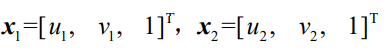 x₁=[u₁, v₁, 1]ᵀ, x₂=[u₂, v₂, 1]ᵀ